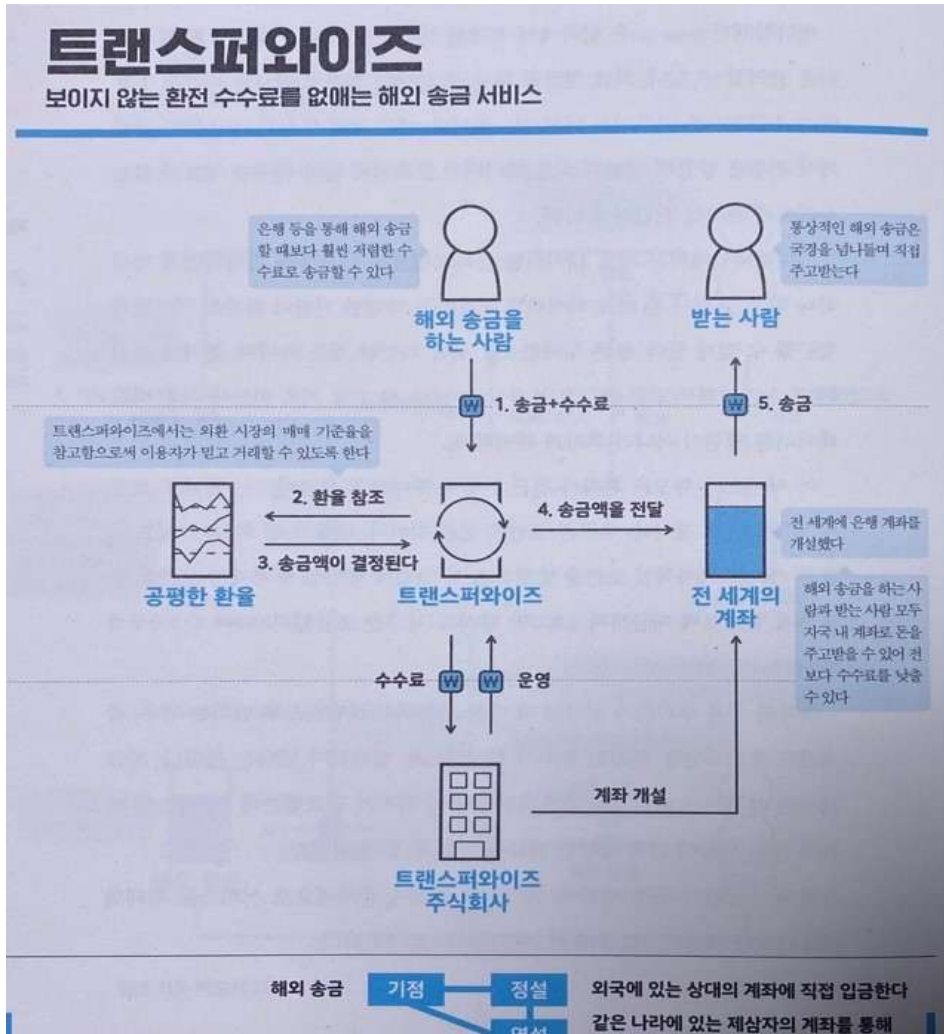 트랜스퍼와이즈
보이지 않는 환전 수수료를 없애는 해외 송금 서비스
은행 등을 통해 해외 송금
할 때보다 훨씬 저렴한 수
수료로 송금할 수 있다
통상적인 해외 송금은
국경을 넘나들며 직접
주고받는다
해외 송금을
하는 사람
받는 사람
₩ 1. 송금+수수료
₩ 5. 송금
트랜스퍼와이즈에서는 외환 시장의 매매 기준율을
참고함으로써 이용자가 믿고 거래할 수 있도록 한다
2. 환율 참조
3. 송금액이 결정된다
4. 송금액을 전달
전 세계에 은행 계좌를
개설했다
공평한 환율
트랜스퍼와이즈
전 세계의
계좌
해외 송금을 하는 사
람과 받는 사람 모두
자국 내 계좌로 돈을
주고받을 수 있어 전
보다 수수료를 낮출
수 있다
수수료 ₩ ₩ 운영
계좌 개설
트랜스퍼와이즈
주식회사
해외 송금 기점 정설 외국에 있는 상대의 계좌에 직접 입금한다
역설 같은 나라에 있는 제삼자의 계좌를 통해